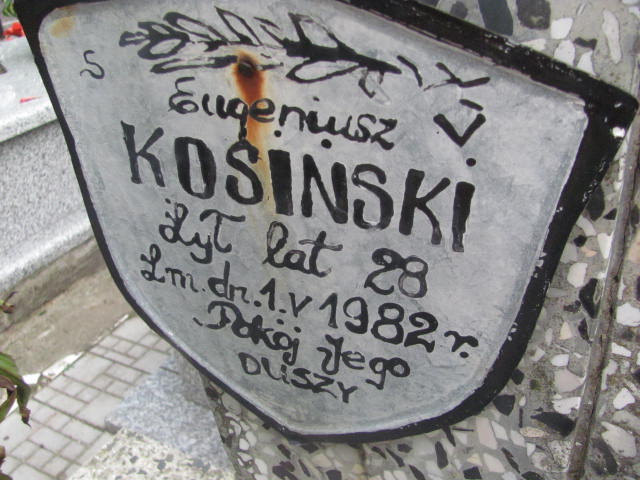 Eugeniusz
KOSIŃSKI
Żył lat 28
Zm. dn. 1. V 1982 r.
Pokój Jego
DUSZY